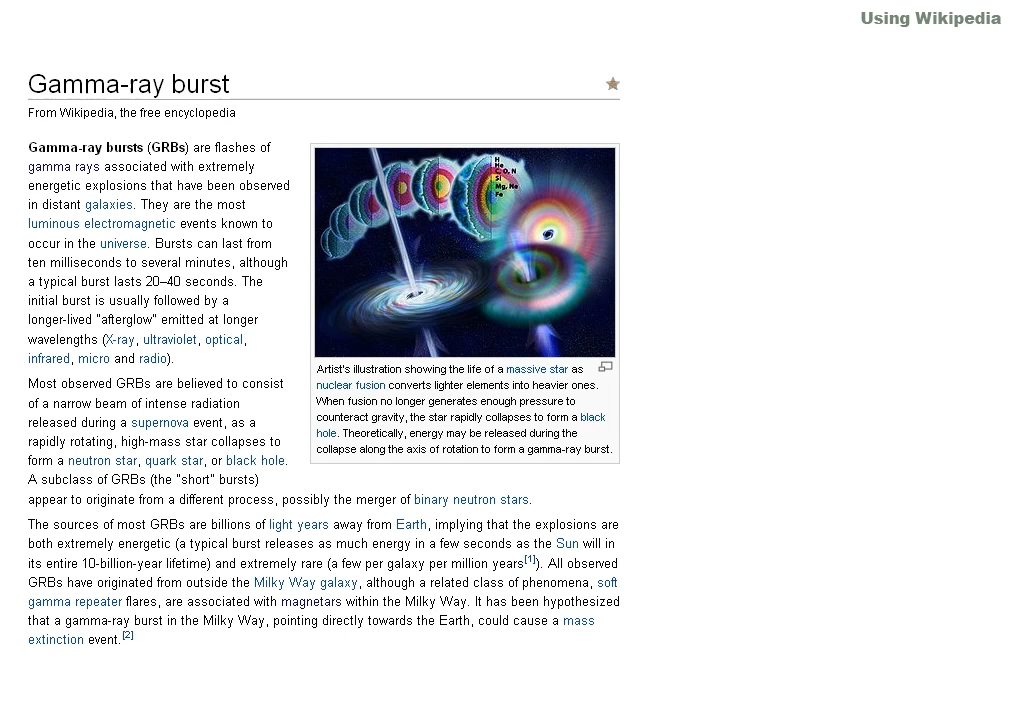 Using Wikipedia
Gamma-ray burst
From Wikipedia, the free encyclopedia
Gamma-ray bursts (GRBs) are flashes of
gamma rays associated with extremely
energetic explosions that have been observed
in distant galaxies. They are the most
luminous electromagnetic events known to
occur in the universe. Bursts can last from
ten milliseconds to several minutes, although
a typical burst lasts 20–40 seconds. The
initial burst is usually followed by a
longer-lived "afterglow" emitted at longer
wavelengths (X-ray, ultraviolet, optical,
infrared, micro and radio).
H
He
C, O, N
Si
Mg, Ne
Fe
Artist's illustration showing the life of a massive star as
nuclear fusion converts lighter elements into heavier ones.
When fusion no longer generates enough pressure to
counteract gravity, the star rapidly collapses to form a black
hole. Theoretically, energy may be released during the
collapse along the axis of rotation to form a gamma-ray burst.
Most observed GRBs are believed to consist
of a narrow beam of intense radiation
released during a supernova event, as a
rapidly rotating, high-mass star collapses to
form a neutron star, quark star, or black hole.
A subclass of GRBs (the "short" bursts)
appear to originate from a different process, possibly the merger of binary neutron stars.
The sources of most GRBs are billions of light years away from Earth, implying that the explosions are
both extremely energetic (a typical burst releases as much energy in a few seconds as the Sun will in
its entire 10-billion-year lifetime) and extremely rare (a few per galaxy per million years[1]). All observed
GRBs have originated from outside the Milky Way galaxy, although a related class of phenomena, soft
gamma repeater flares, are associated with magnetars within the Milky Way. It has been hypothesized
that a gamma-ray burst in the Milky Way, pointing directly towards the Earth, could cause a mass
extinction event.[2]